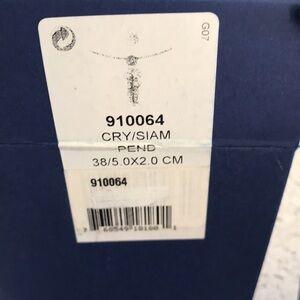 G07
910064
CRY/SIAM
PEND
38/5.0X2.0 CM
910064